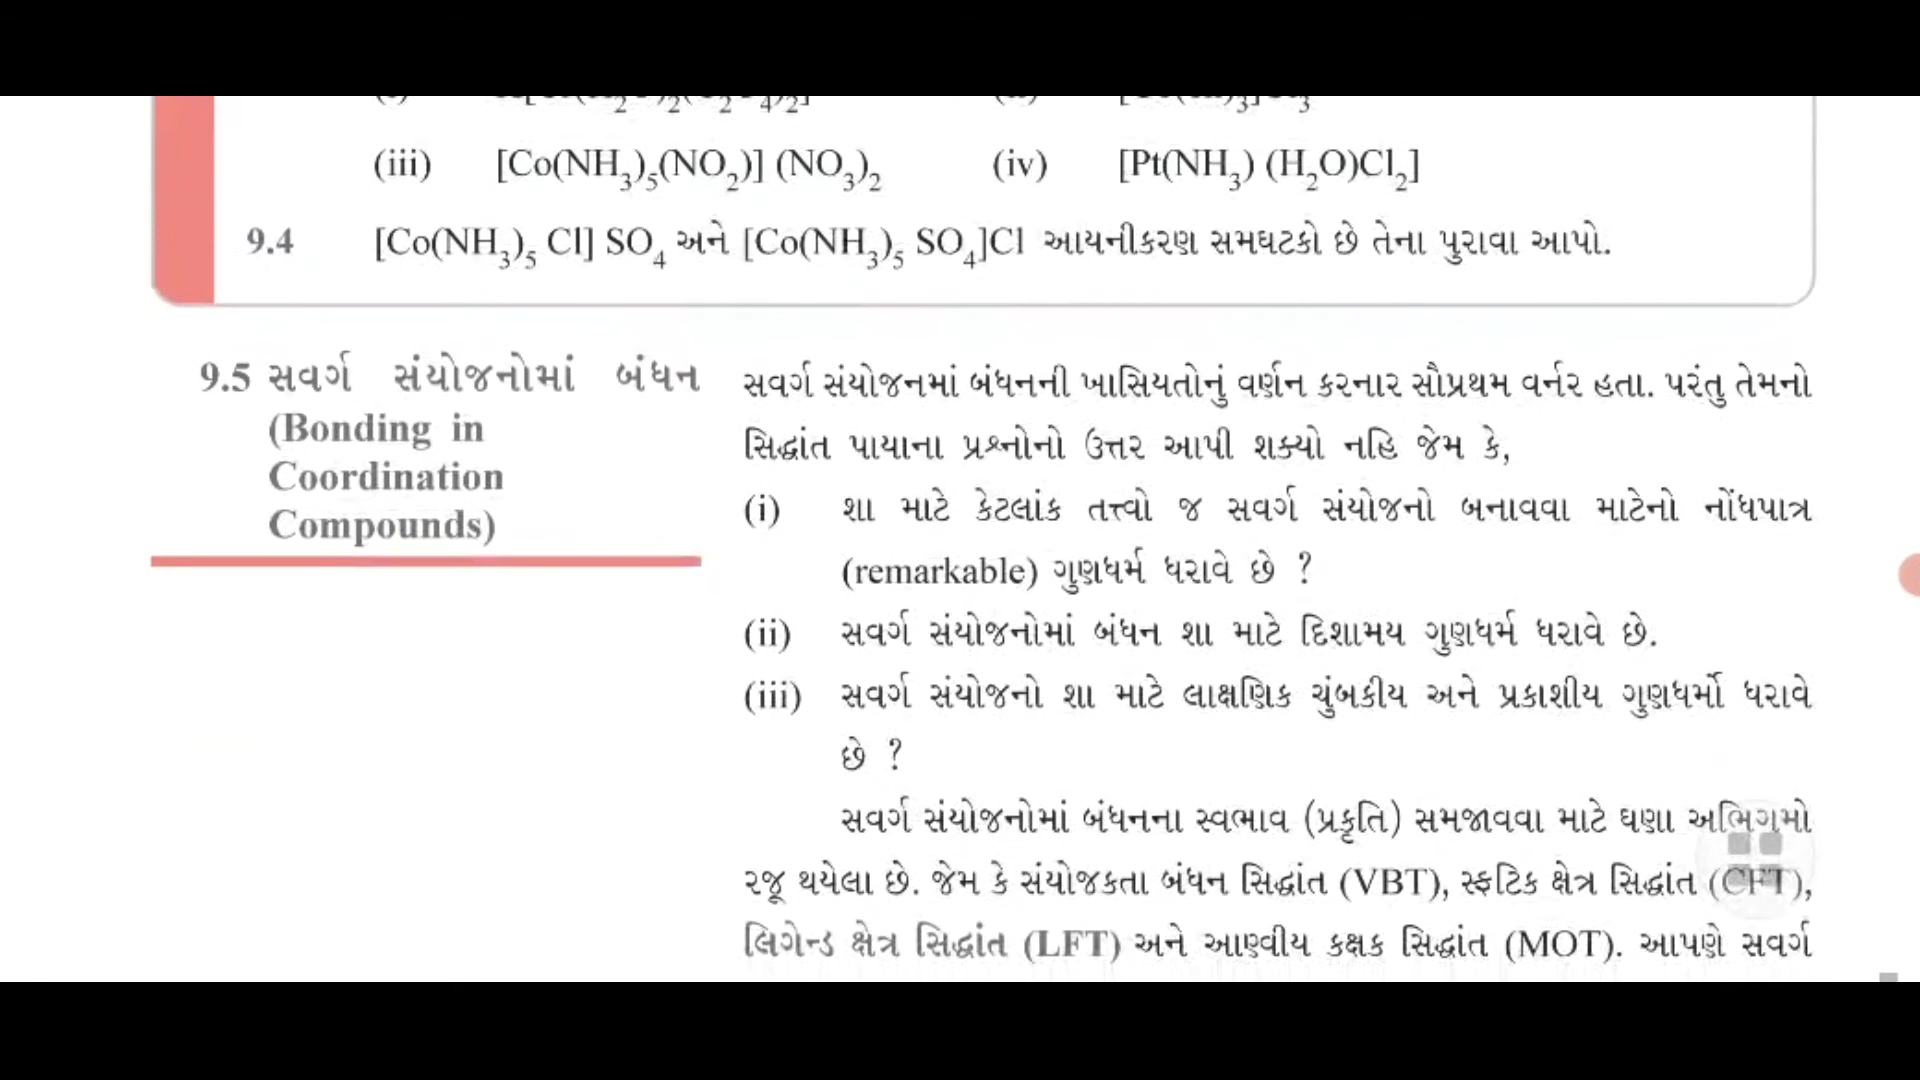 (iii) [Co(NH₃)₅(NO₂)] (NO₃)₂ (iv) [Pt(NH₃) (H₂O)Cl₂]
9.4 [Co(NH₃)₅ Cl] SO₄ અને [Co(NH₃)₅ SO₄]Cl આયનીકરણ સમઘટકો છે તેના પુરાવા આપો.
9.5 સવર્ગ સંયોજનોમાં બંધન
(Bonding in
Coordination
Compounds)
સવર્ગ સંયોજનમાં બંધનની ખાસિયતોનું વર્ણન કરનાર સૌપ્રથમ વર્નર હતા. પરંતુ તેમનો
સિદ્ધાંત પાયાના પ્રશ્નોનો ઉત્તર આપી શક્યો નહિ જેમ કે,
(i) શા માટે કેટલાંક તત્ત્વો જ સવર્ગ સંયોજનો બનાવવા માટેનો નોંધપાત્ર
(remarkable) ગુણધર્મ ધરાવે છે ?
(ii) સવર્ગ સંયોજનોમાં બંધન શા માટે દિશામય ગુણધર્મ ધરાવે છે.
(iii) સવર્ગ સંયોજનો શા માટે લાક્ષણિક ચુંબકીય અને પ્રકાશીય ગુણધર્મો ધરાવે
છે ?
સવર્ગ સંયોજનોમાં બંધનના સ્વભાવ (પ્રકૃતિ) સમજાવવા માટે ઘણા અભિગમો
રજૂ થયેલા છે. જેમ કે સંયોજકતા બંધન સિદ્ધાંત (VBT), સ્ફટિક ક્ષેત્ર સિદ્ધાંત (CFT),
લિગેન્ડ ક્ષેત્ર સિદ્ધાંત (LFT) અને આણ્વીય કક્ષક સિદ્ધાંત (MOT). આપણે સવર્ગ